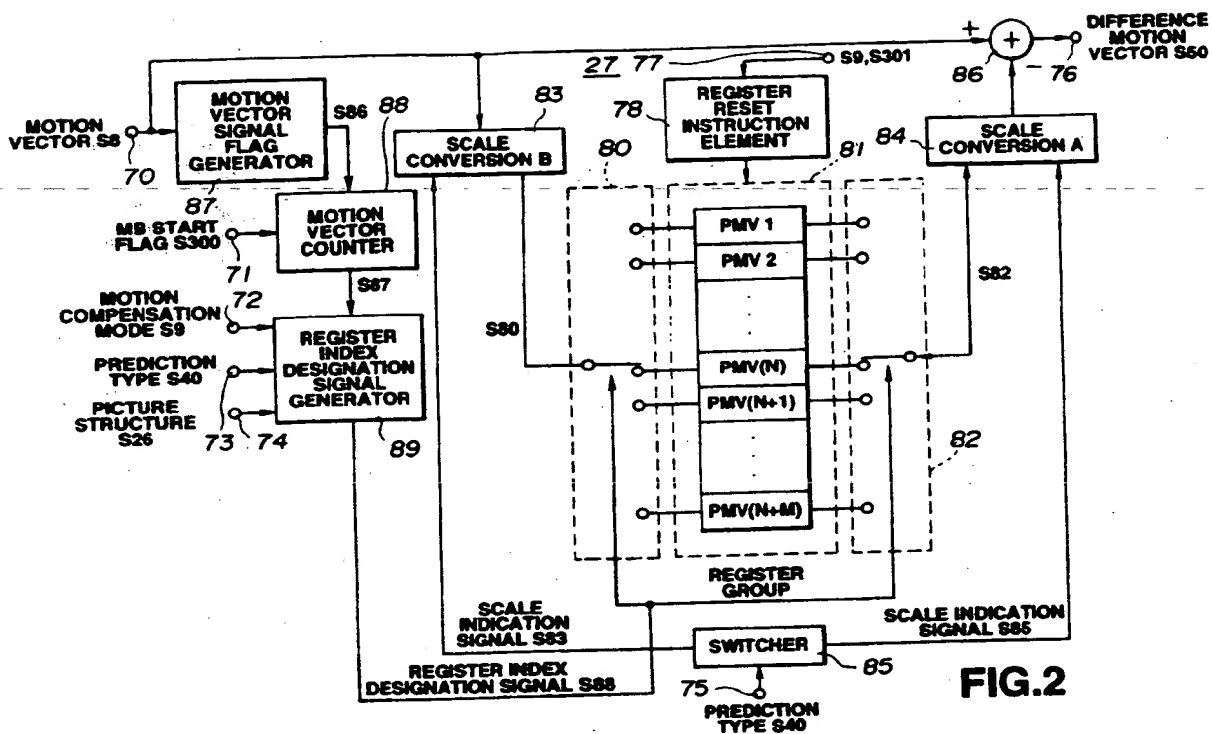 DIFFERENCE
MOTION
VECTOR S50
+
+
86
-
76
27
77
S9,S301
MOTION
VECTOR S8
70
MOTION
VECTOR
SIGNAL
FLAG
GENERATOR
87
S86
88
83
SCALE
CONVERSION B
78
REGISTER
RESET
INSTRUCTION
ELEMENT
84
SCALE
CONVERSION A
80
81
MB START
FLAG S300
71
MOTION
VECTOR
COUNTER
S87
PMV 1
PMV 2
S82
72
MOTION
COMPENSATION
MODE S9
PREDICTION
TYPE S40
PICTURE
STRUCTURE
S26
73
74
REGISTER
INDEX
DESIGNATION
SIGNAL
GENERATOR
89
S80
PMV(N)
PMV(N+1)
PMV(N+M)
82
REGISTER
GROUP
SCALE
INDICATION
SIGNAL S83
SCALE INDICATION
SIGNAL S85
SWITCHER
85
REGISTER INDEX
DESIGNATION SIGNAL S88
75
PREDICTION
TYPE S40
FIG.2